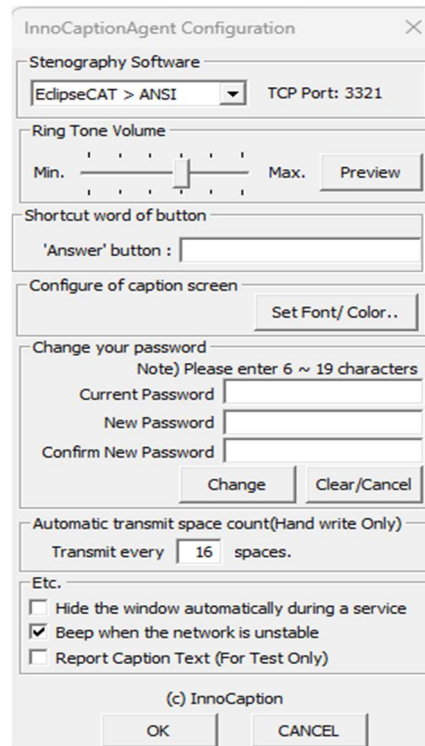 InnoCaptionAgent Configuration
Stenography Software
EclipseCAT > ANSI TCP Port: 3321
Ring Tone Volume
Min. Max. Preview
Shortcut word of button
'Answer' button :
Configure of caption screen
Set Font/ Color..
Change your password
Note) Please enter 6 ~ 19 characters
Current Password
New Password
Confirm New Password
Change Clear/Cancel
Automatic transmit space count(Hand write Only)
Transmit every 16 spaces.
Etc.
Hide the window automatically during a service
Beep when the network is unstable
Report Caption Text (For Test Only)
(c) InnoCaption
OK CANCEL